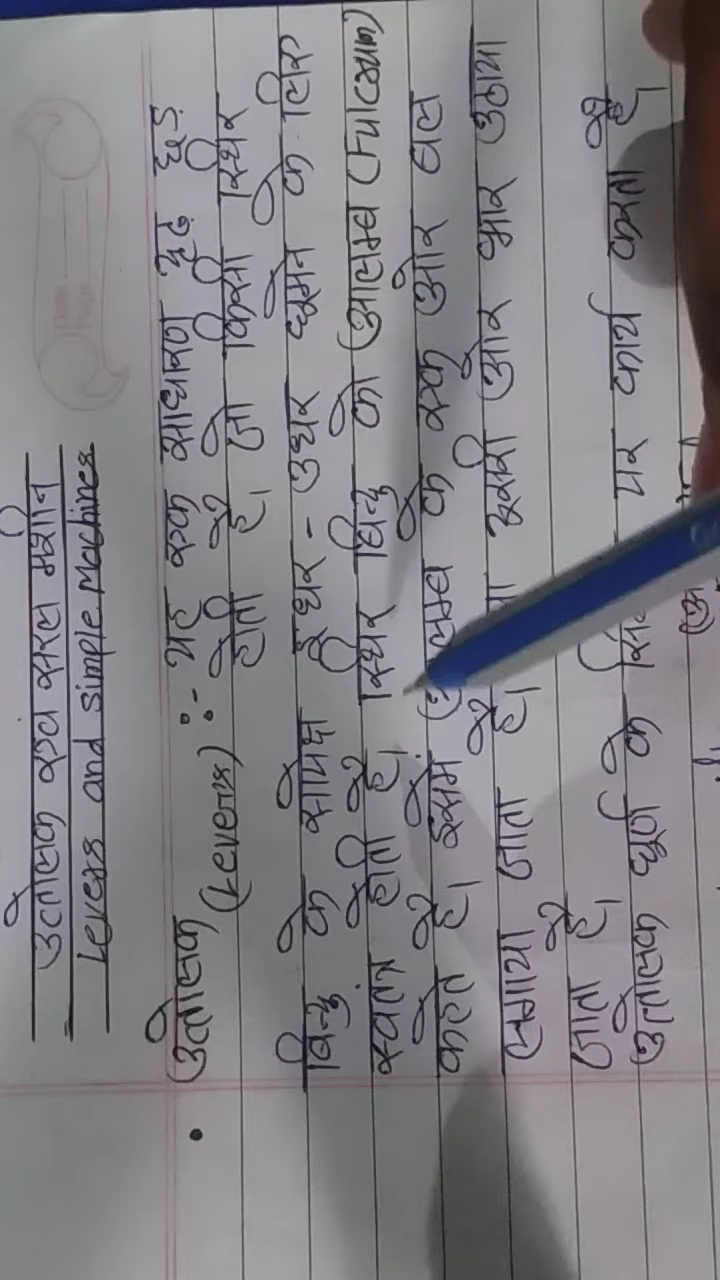 उत्तोलक एवं सरल मशीन
Levers and simple Machines
उत्तोलक (Levers) :- यह एक साधारण दृढ़ छड़
होती है। जो किसी स्थिर
बिन्दु के सापेक्ष इधर - उधर घूमने के लिए
स्वतंत्र होती है। स्थिर बिन्दु को (आलम्ब (Fulcrum)
कहते हैं। इसमें के एक ओर बल
लगाया जाता है। दूसरी ओर भार उठाया
जाता है।
उत्तोलक घूर्ण के पर कार्य करता है।